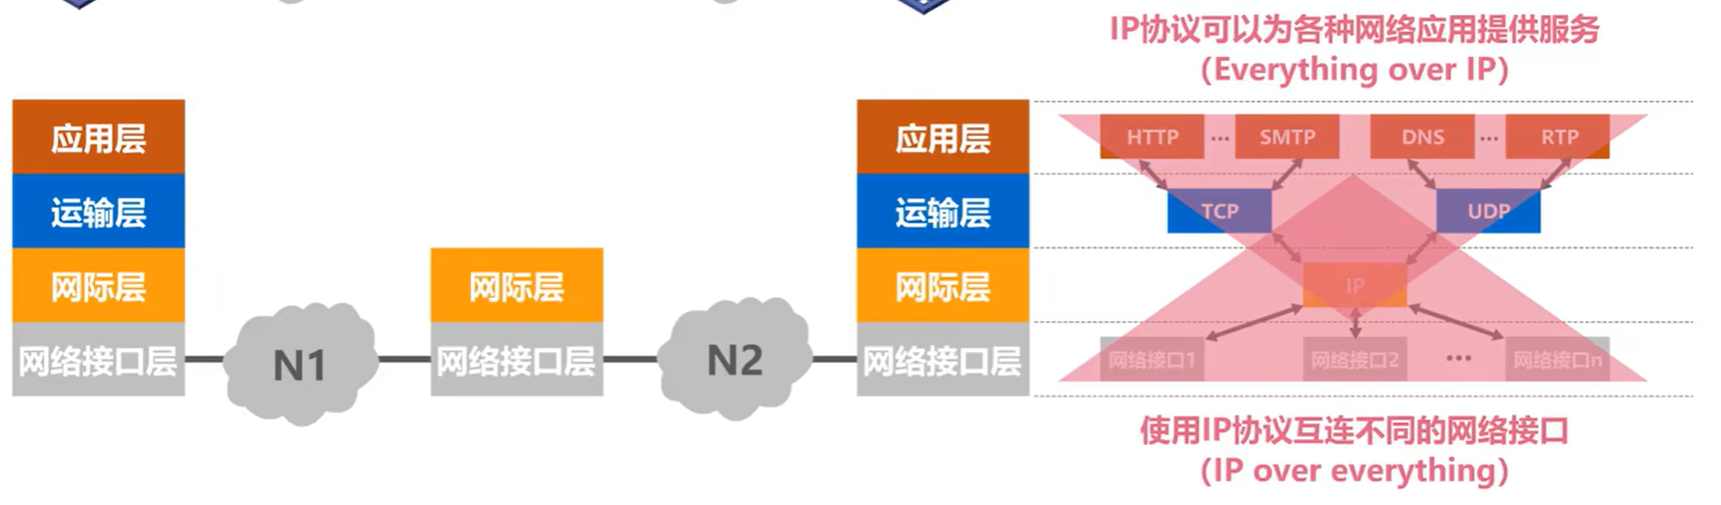 IP协议可以为各种网络应用提供服务
（Everything over IP）
应用层
运输层
网际层
网络接口层
N1
网际层
网络接口层
N2
应用层
运输层
网际层
网络接口层
HTTP ... SMTP DNS ... RTP
TCP UDP
IP
网络接口1 网络接口2 ... 网络接口n
使用IP协议互连不同的网络接口
（IP over everything）